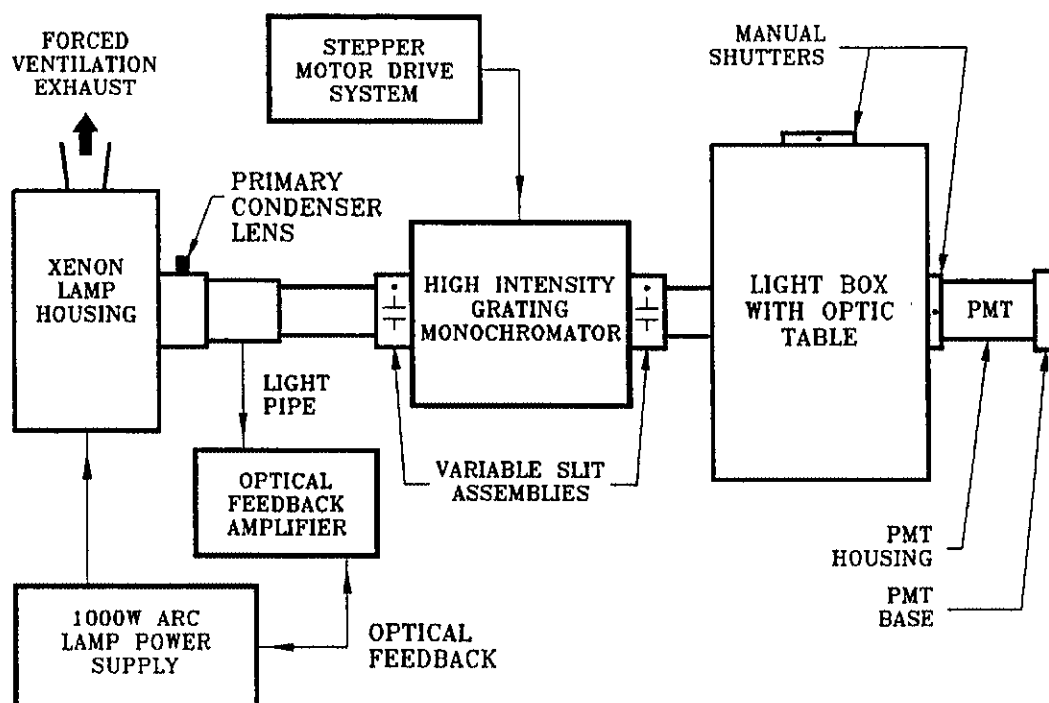 FORCED
VENTILATION
EXHAUST
STEPPER
MOTOR DRIVE
SYSTEM
MANUAL
SHUTTERS
PRIMARY
CONDENSER
LENS
XENON
LAMP
HOUSING
HIGH INTENSITY
GRATING
MONOCHROMATOR
LIGHT BOX
WITH OPTIC
TABLE
PMT
LIGHT
PIPE
VARIABLE SLIT
ASSEMBLIES
OPTICAL
FEEDBACK
AMPLIFIER
PMT
HOUSING
PMT
BASE
1000W ARC
LAMP POWER
SUPPLY
OPTICAL
FEEDBACK